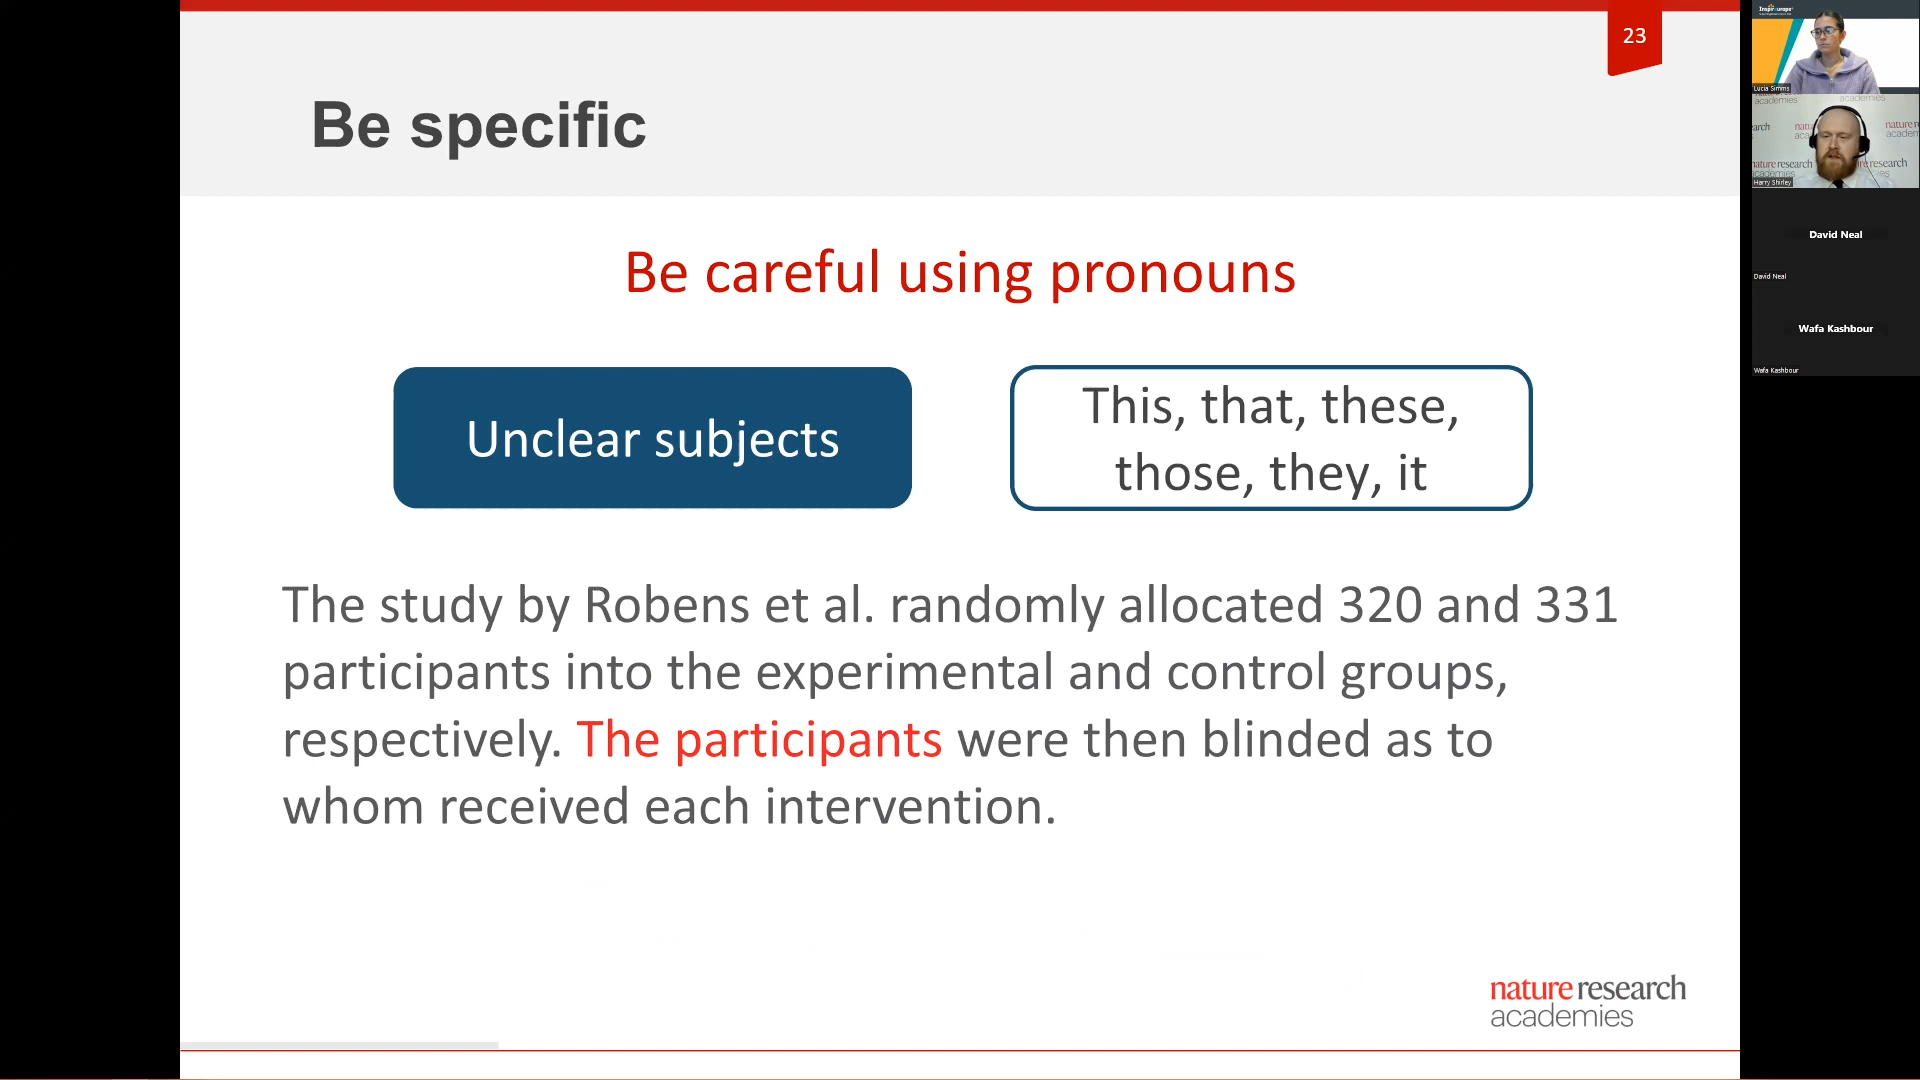 23
Be specific
Be careful using pronouns
Unclear subjects
This, that, these,
those, they, it
The study by Robens et al. randomly allocated 320 and 331
participants into the experimental and control groups,
respectively. The participants were then blinded as to
whom received each intervention.
nature research
academies
Lucia Simms
academies
nature research
Harry Shirley
David Neal
David Neal
Wafa Kashbour
Wafa Kashbour